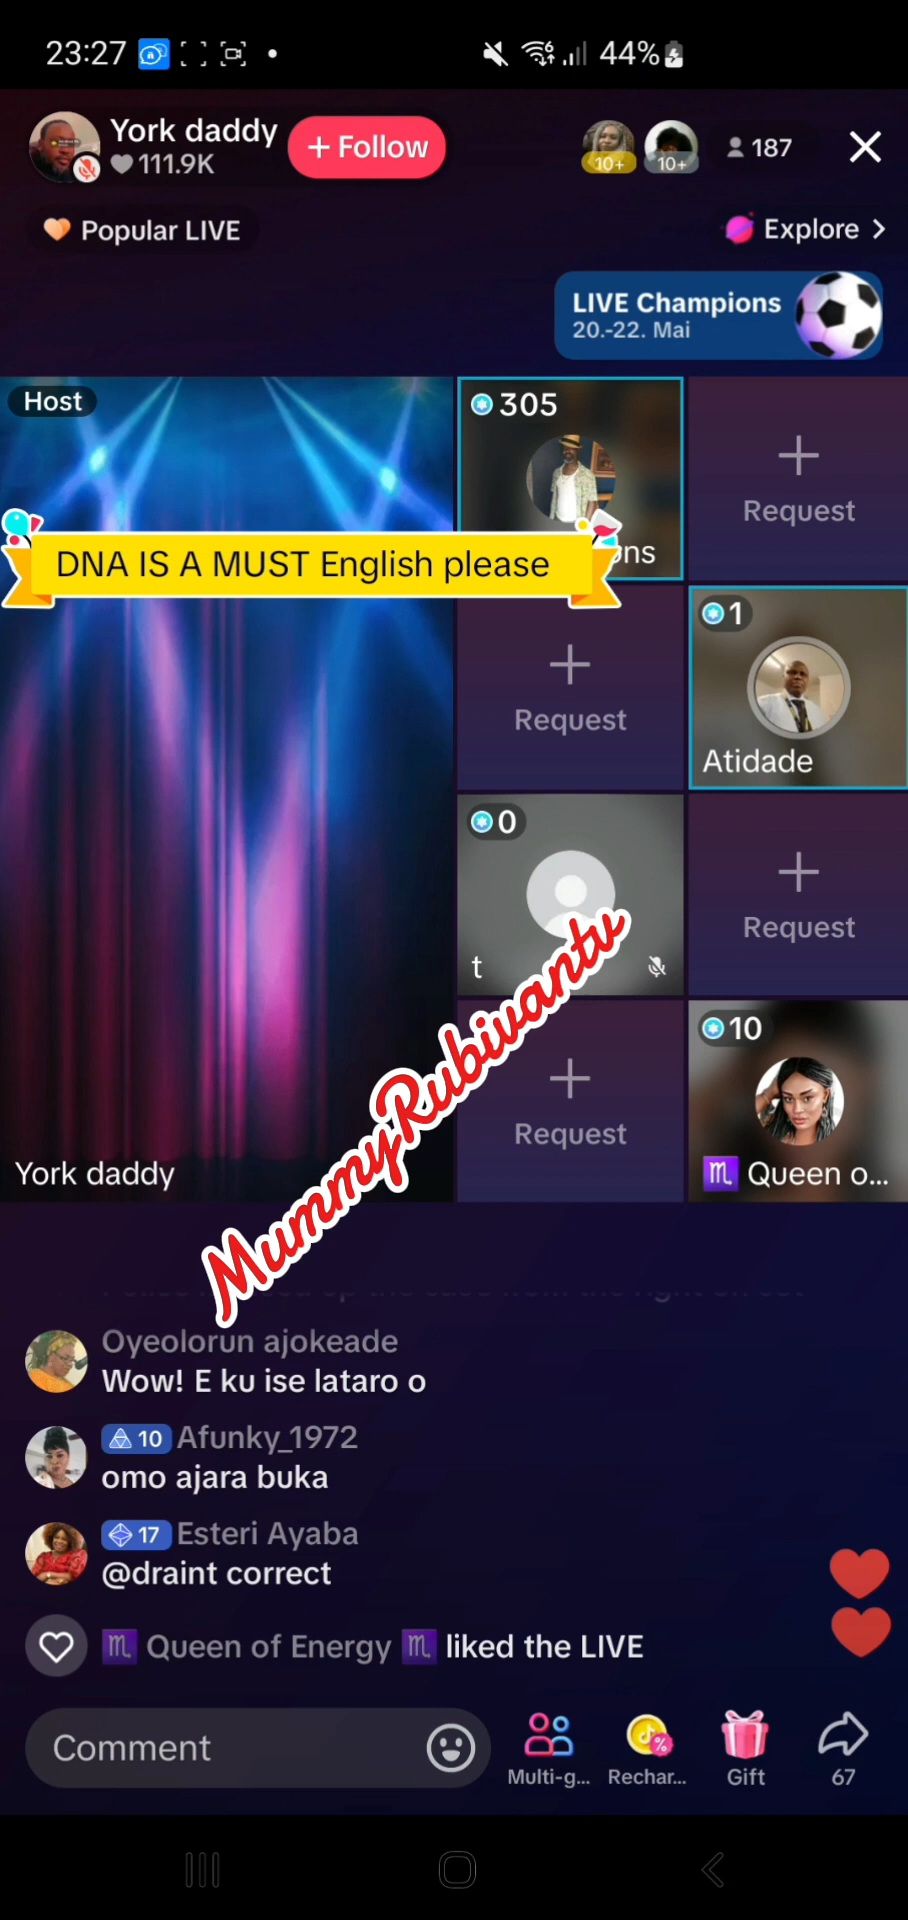 23:27
44%
York daddy
+ Follow
111.9K
10+
10+
187
Popular LIVE
Explore >
LIVE Champions
20.-22. Mai
Host
305
Request
DNA IS A MUST English please
1
Request
Atidade
0
Request
t
MummyRubivantv
10
Request
York daddy
Queen o...
Oyeolorun ajokeade
Wow! E ku ise lataro o
10 Afunky_1972
omo ajara buka
17 Esteri Ayaba
@draint correct
Queen of Energy liked the LIVE
Comment
Multi-g...
Rechar...
Gift
67